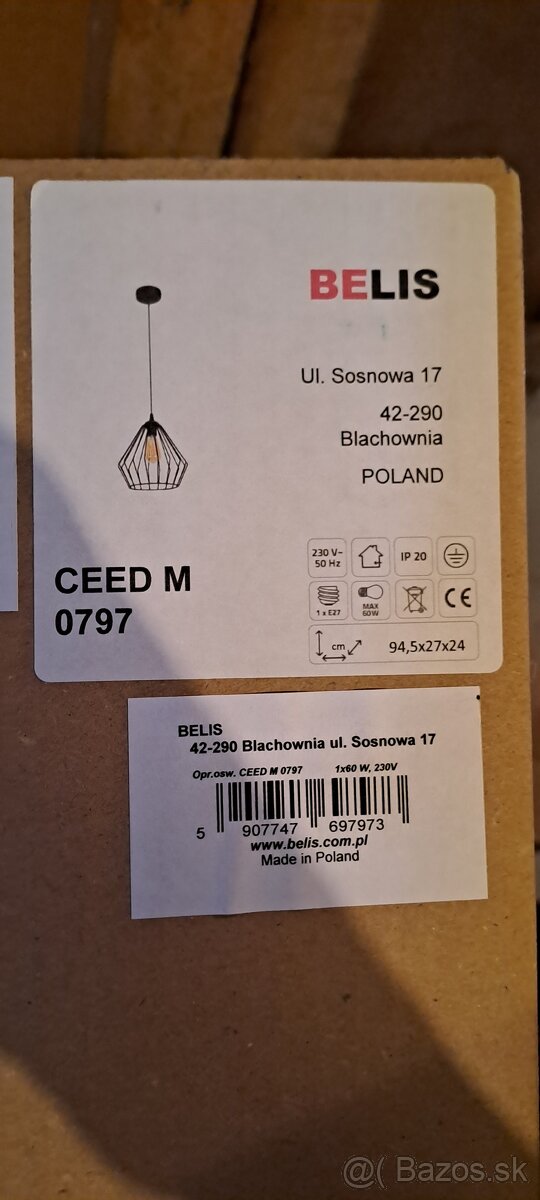 BELIS
Ul. Sosnowa 17
42-290
Blachownia
POLAND
CEED M
0797
230 V~
50 Hz
IP 20
1 x E27
MAX
60W
CE
cm
94,5x27x24
BELIS
42-290 Blachownia ul. Sosnowa 17
Opr.osw. CEED M 0797 1x60 W, 230V
5 907747 697973
www.belis.com.pl
Made in Poland
@( Bazos.sk